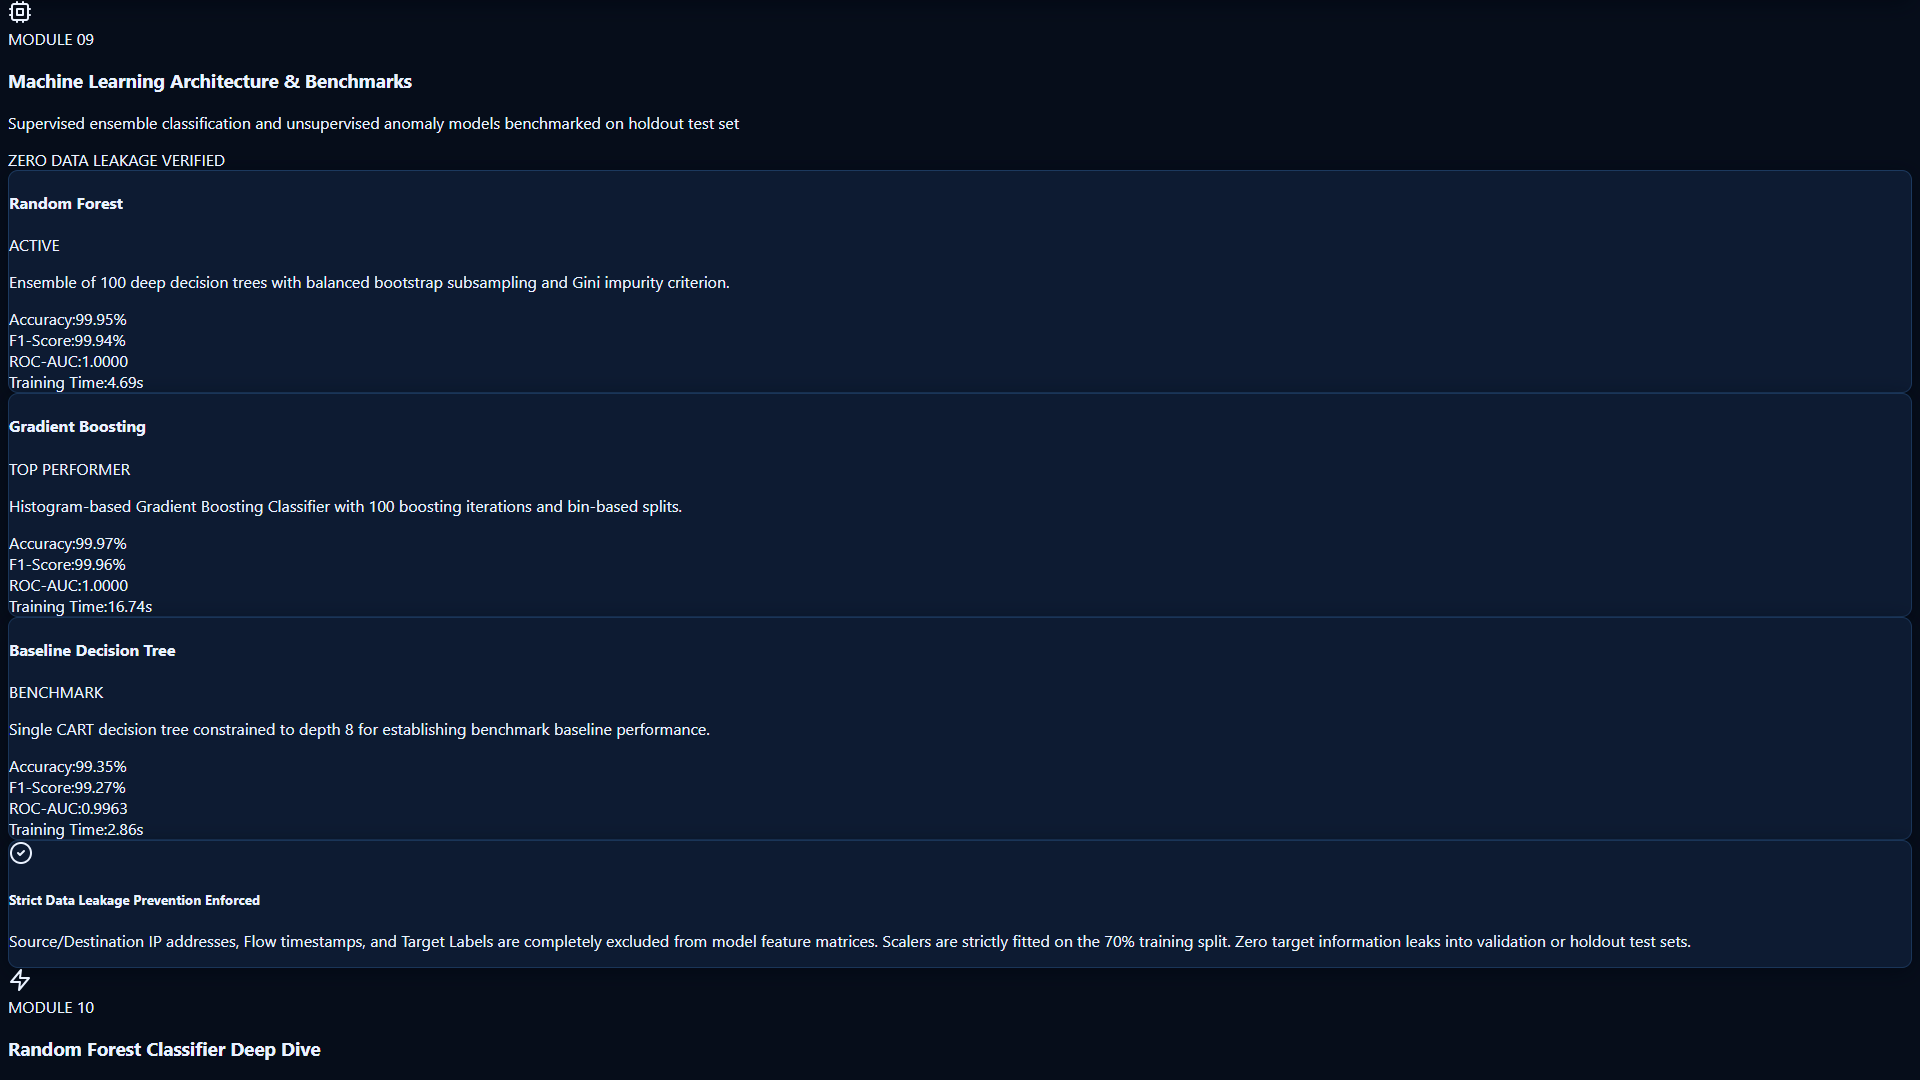 MODULE 09
Machine Learning Architecture & Benchmarks
Supervised ensemble classification and unsupervised anomaly models benchmarked on holdout test set
ZERO DATA LEAKAGE VERIFIED
Random Forest
ACTIVE
Ensemble of 100 deep decision trees with balanced bootstrap subsampling and Gini impurity criterion.
Accuracy:99.95%
F1-Score:99.94%
ROC-AUC:1.0000
Training Time:4.69s
Gradient Boosting
TOP PERFORMER
Histogram-based Gradient Boosting Classifier with 100 boosting iterations and bin-based splits.
Accuracy:99.97%
F1-Score:99.96%
ROC-AUC:1.0000
Training Time:16.74s
Baseline Decision Tree
BENCHMARK
Single CART decision tree constrained to depth 8 for establishing benchmark baseline performance.
Accuracy:99.35%
F1-Score:99.27%
ROC-AUC:0.9963
Training Time:2.86s
Strict Data Leakage Prevention Enforced
Source/Destination IP addresses, Flow timestamps, and Target Labels are completely excluded from model feature matrices. Scalers are strictly fitted on the 70% training split. Zero target information leaks into validation or holdout test sets.
MODULE 10
Random Forest Classifier Deep Dive